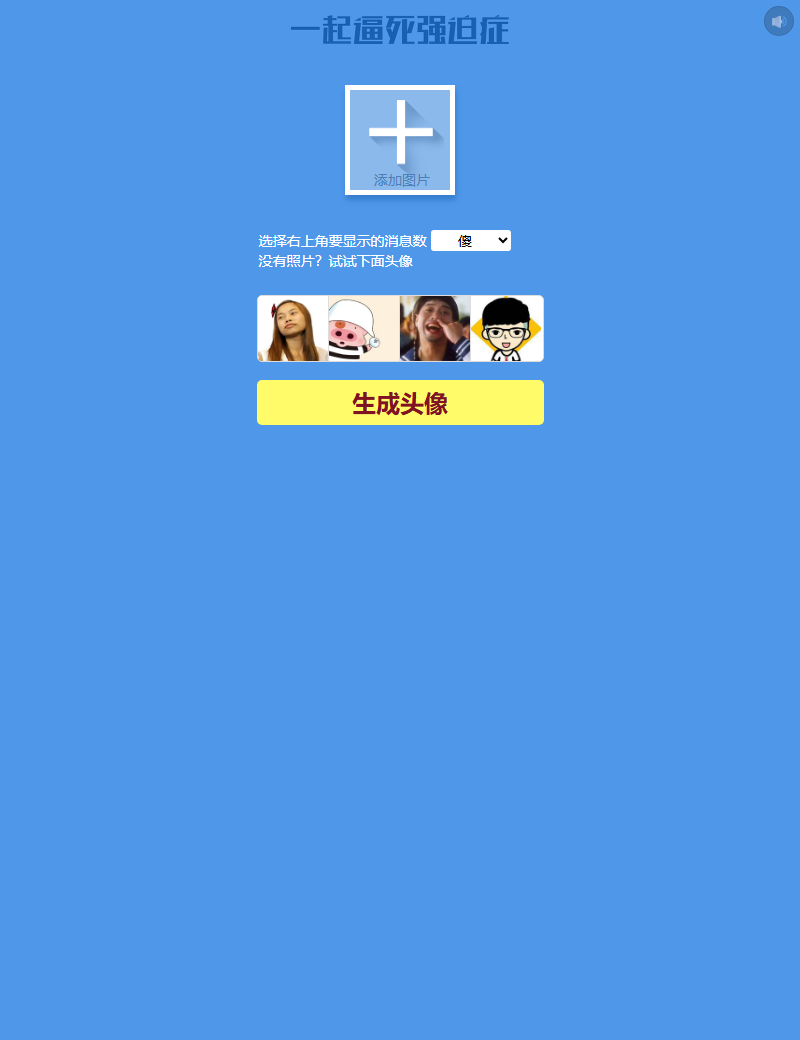 一起逼死强迫症
添加图片
选择右上角要显示的消息数 傻
没有照片？试试下面头像
生成头像